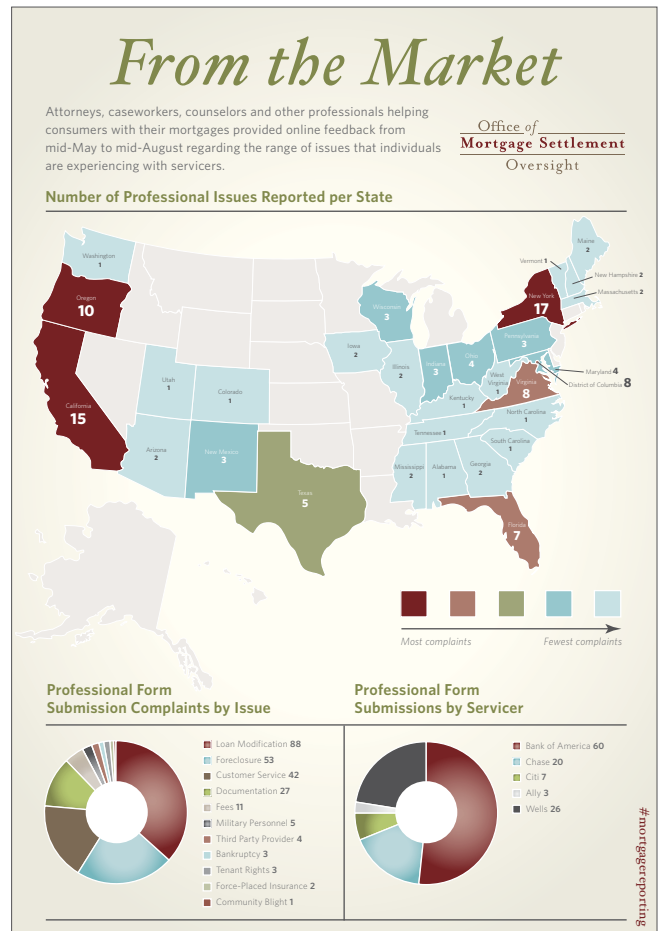 From the Market
Attorneys, caseworkers, counselors and other professionals helping
consumers with their mortgages provided online feedback from
mid-May to mid-August regarding the range of issues that individuals
are experiencing with servicers.
Office of
Mortgage Settlement
Oversight
Number of Professional Issues Reported per State
Washington
1
Oregon
10
California
15
Utah
1
Colorado
1
Arizona
2
New Mexico
3
Texas
5
Iowa
2
Wisconsin
3
Illinois
2
Indiana
3
Ohio
4
Kentucky
1
Tennessee 1
Mississippi
2
Alabama
1
Georgia
2
Florida
7
South Carolina
1
North Carolina
1
Virginia
8
West
Virginia
1
Pennsylvania
3
New York
17
Vermont 1
Maine
2
New Hampshire 2
Massachusetts 2
Maryland 4
District of Columbia 8
Most complaints
Fewest complaints
Professional Form
Submission Complaints by Issue
Loan Modification 88
Foreclosure 53
Customer Service 42
Documentation 27
Fees 11
Military Personnel 5
Third Party Provider 4
Bankruptcy 3
Tenant Rights 3
Force-Placed Insurance 2
Community Blight 1
Professional Form
Submissions by Servicer
Bank of America 60
Chase 20
Citi 7
Ally 3
Wells 26
#mortgagereporting